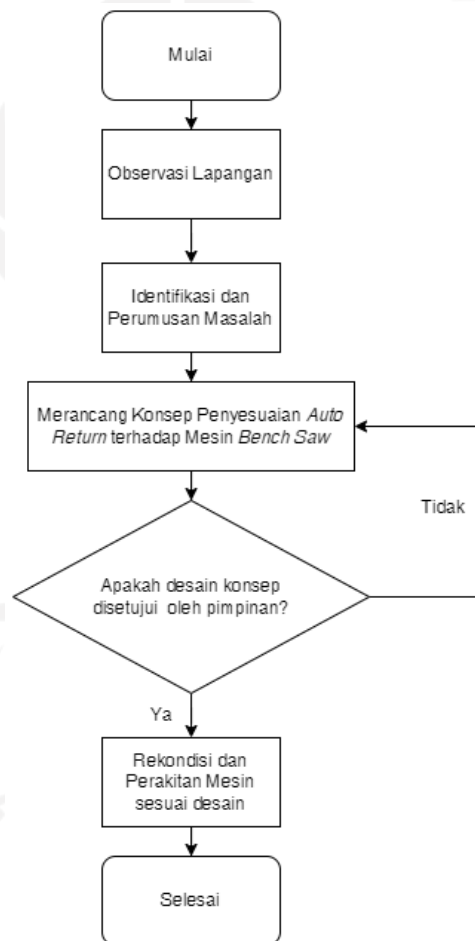 Mulai
Observasi Lapangan
Identifikasi dan
Perumusan Masalah
Merancang Konsep Penyesuaian Auto
Return terhadap Mesin Bench Saw
Tidak
Apakah desain konsep
disetujui oleh pimpinan?
Ya
Rekondisi dan
Perakitan Mesin
sesuai desain
Selesai